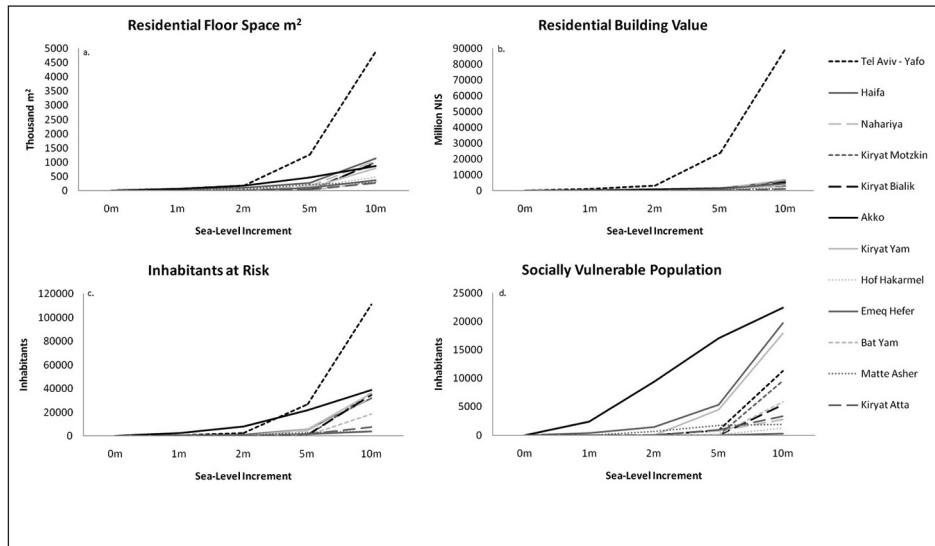 Residential Floor Space m²
a.
5000
4500
4000
3500
3000
2500
2000
1500
1000
500
0
Thousand m²
0m 1m 2m 5m 10m
Sea-Level Increment
Residential Building Value
b.
90000
80000
70000
60000
50000
40000
30000
20000
10000
0
Million NIS
0m 1m 2m 5m 10m
Sea-Level Increment
Inhabitants at Risk
c.
120000
100000
80000
60000
40000
20000
0
Inhabitants
0m 1m 2m 5m 10m
Sea-Level Increment
Socially Vulnerable Population
d.
25000
20000
15000
10000
5000
0
Inhabitants
0m 1m 2m 5m 10m
Sea-Level Increment
Tel Aviv - Yafo
Haifa
Nahariya
Kiryat Motzkin
Kiryat Bialik
Akko
Kiryat Yam
Hof Hakarmel
Emeq Hefer
Bat Yam
Matte Asher
Kiryat Atta